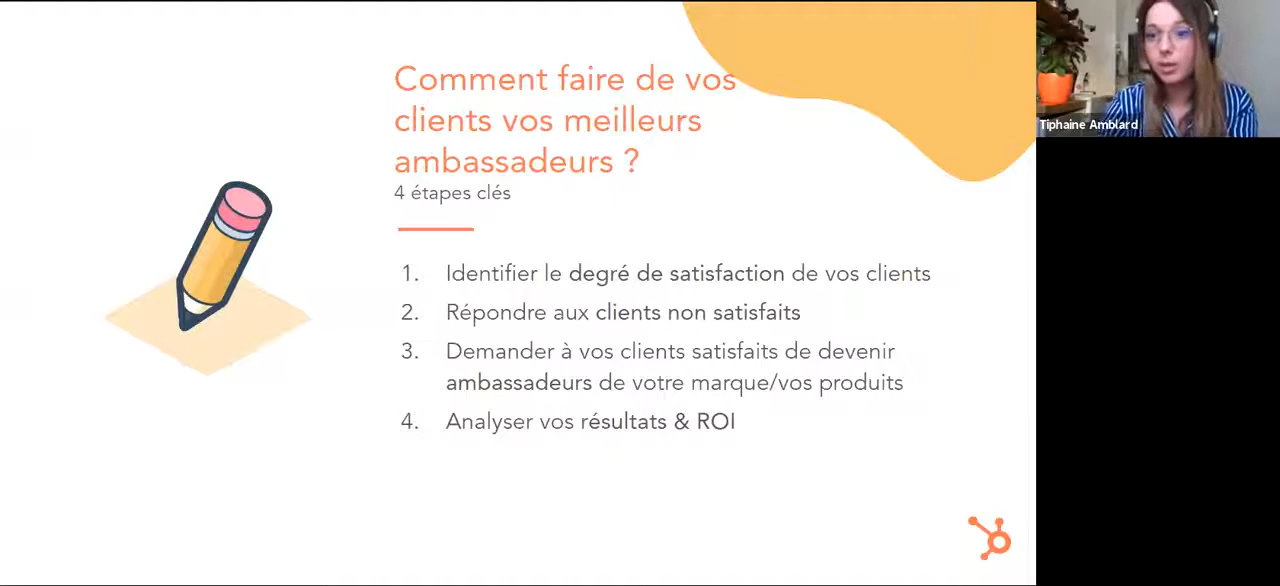 Comment faire de vos
clients vos meilleurs
ambassadeurs ?
4 étapes clés
1. Identifier le degré de satisfaction de vos clients
2. Répondre aux clients non satisfaits
3. Demander à vos clients satisfaits de devenir
ambassadeurs de votre marque/vos produits
4. Analyser vos résultats & ROI
Tiphaine Amblard